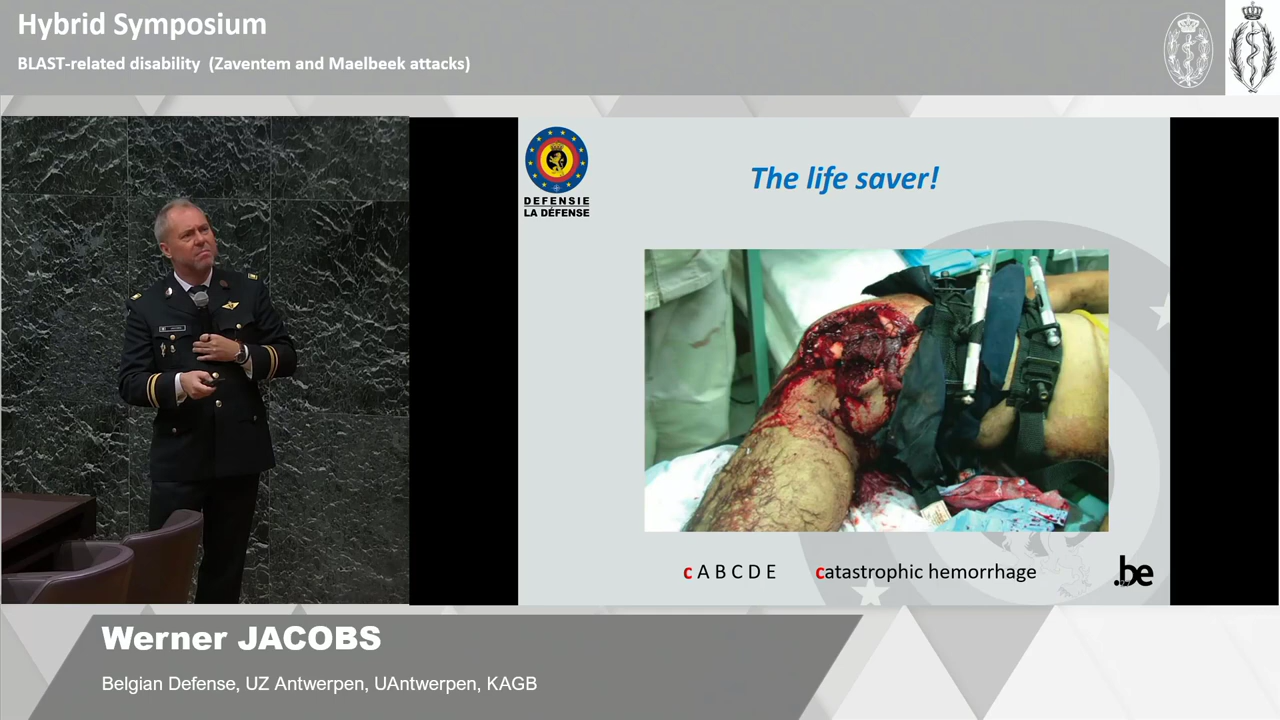 Hybrid Symposium
BLAST-related disability (Zaventem and Maelbeek attacks)
DEFENSIE
LA DÉFENSE
The life saver!
c A B C D E catastrophic hemorrhage
.be
Werner JACOBS
Belgian Defense, UZ Antwerpen, UAntwerpen, KAGB